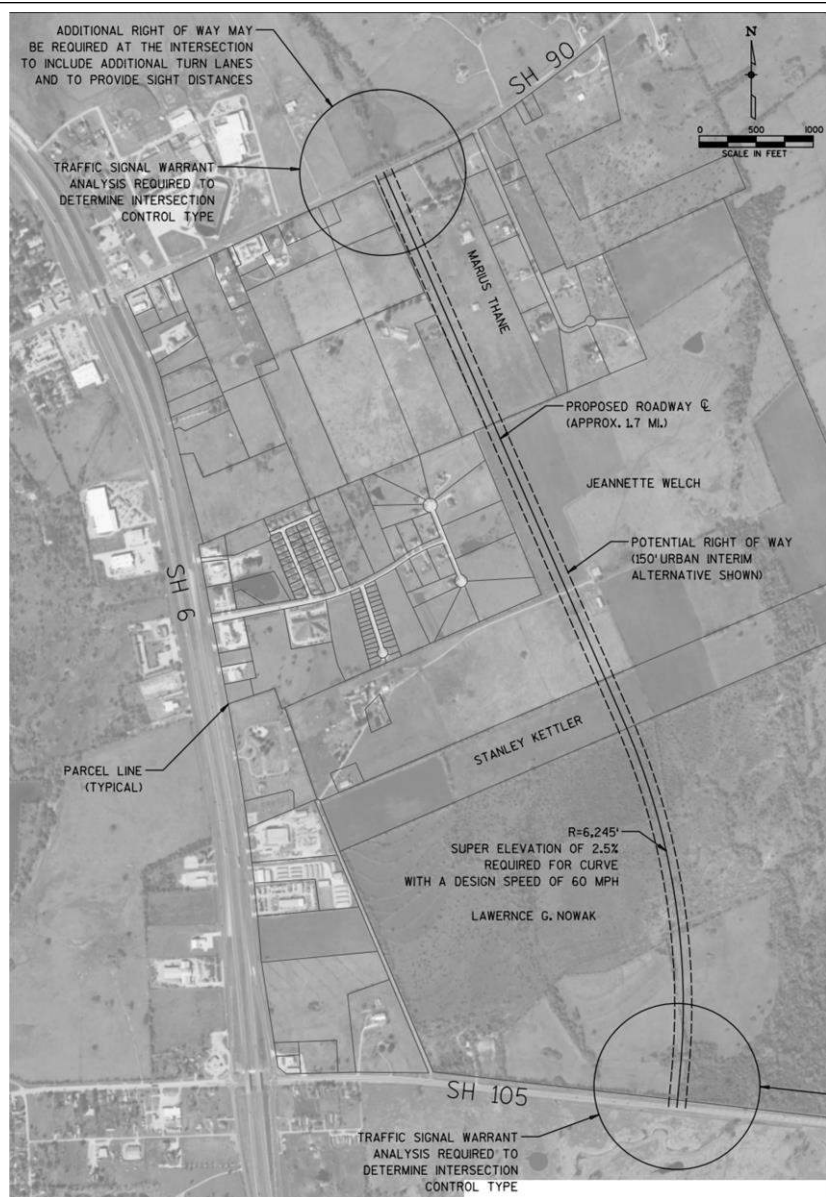 ADDITIONAL RIGHT OF WAY MAY
BE REQUIRED AT THE INTERSECTION
TO INCLUDE ADDITIONAL TURN LANES
AND TO PROVIDE SIGHT DISTANCES
SH 90
N
0 500 1000
SCALE IN FEET
TRAFFIC SIGNAL WARRANT
ANALYSIS REQUIRED TO
DETERMINE INTERSECTION
CONTROL TYPE
MARIUS THANE
PROPOSED ROADWAY ℄
(APPROX. 1.7 MI.)
JEANNETTE WELCH
POTENTIAL RIGHT OF WAY
(150' URBAN INTERIM
ALTERNATIVE SHOWN)
SH 6
STANLEY KETTLER
PARCEL LINE
(TYPICAL)
R=6,245'
SUPER ELEVATION OF 2.5%
REQUIRED FOR CURVE
WITH A DESIGN SPEED OF 60 MPH
LAWERNCE G. NOWAK
SH 105
TRAFFIC SIGNAL WARRANT
ANALYSIS REQUIRED TO
DETERMINE INTERSECTION
CONTROL TYPE